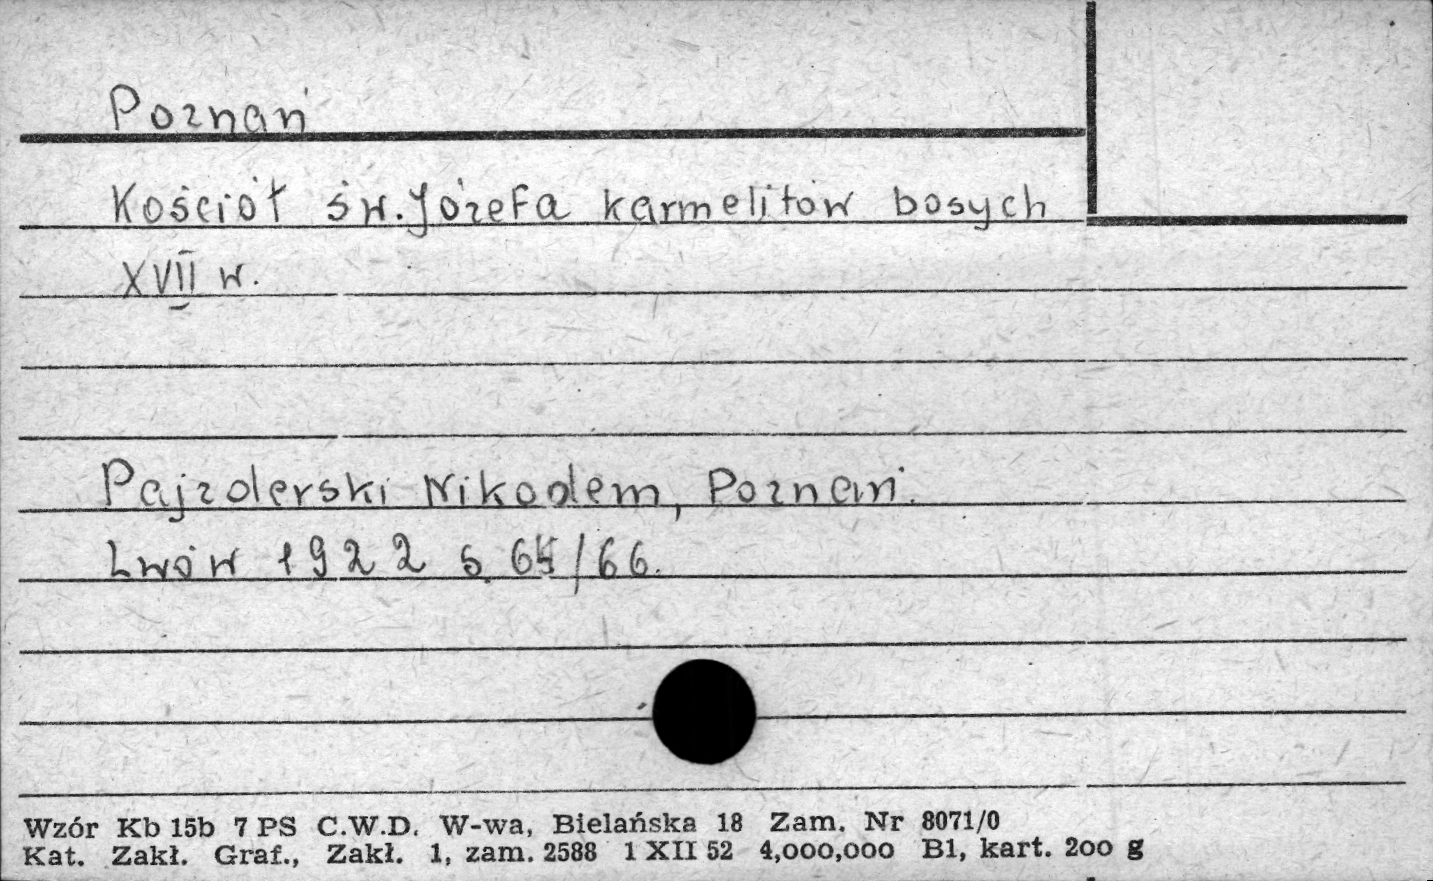 Poznań
Kościół św. Józefa karmelitów bosych
XVII w.
Pajzderski Nikodem, Poznań.
Lwów 1922 s. 64/66.
Wzór Kb 15b 7 PS C.W.D. W-wa, Bielańska 18 Zam. Nr 8071/0
Kat. Zakł. Graf., Zakł. 1, zam. 2588 1 XII 52 4,000,000 B1, kart. 200 g